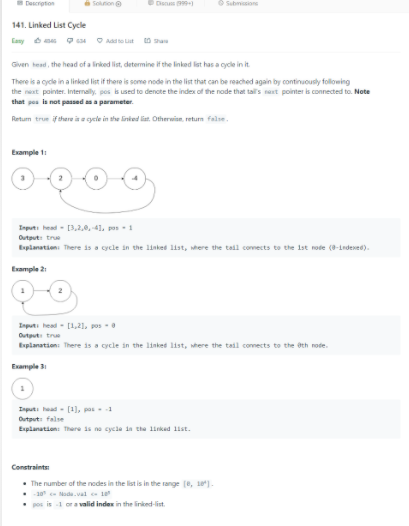 Description
Solution
Discuss (999+)
Submissions
141. Linked List Cycle
Easy 4946 634 Add to List Share
Given head, the head of a linked list, determine if the linked list has a cycle in it.
There is a cycle in a linked list if there is some node in the list that can be reached again by continuously following
the next pointer. Internally, pos is used to denote the index of the node that tail's next pointer is connected to. Note
that pos is not passed as a parameter.
Return true if there is a cycle in the linked list. Otherwise, return false.
Example 1:
3 2 0 -4
Input: head = [3,2,0,-4], pos = 1
Output: true
Explanation: There is a cycle in the linked list, where the tail connects to the 1st node (0-indexed).
Example 2:
1 2
Input: head = [1,2], pos = 0
Output: true
Explanation: There is a cycle in the linked list, where the tail connects to the 0th node.
Example 3:
1
Input: head = [1], pos = -1
Output: false
Explanation: There is no cycle in the linked list.
Constraints:
• The number of the nodes in the list is in the range [0, 10⁴].
• -10⁵ <= Node.val <= 10⁵
• pos is -1 or a valid index in the linked-list.